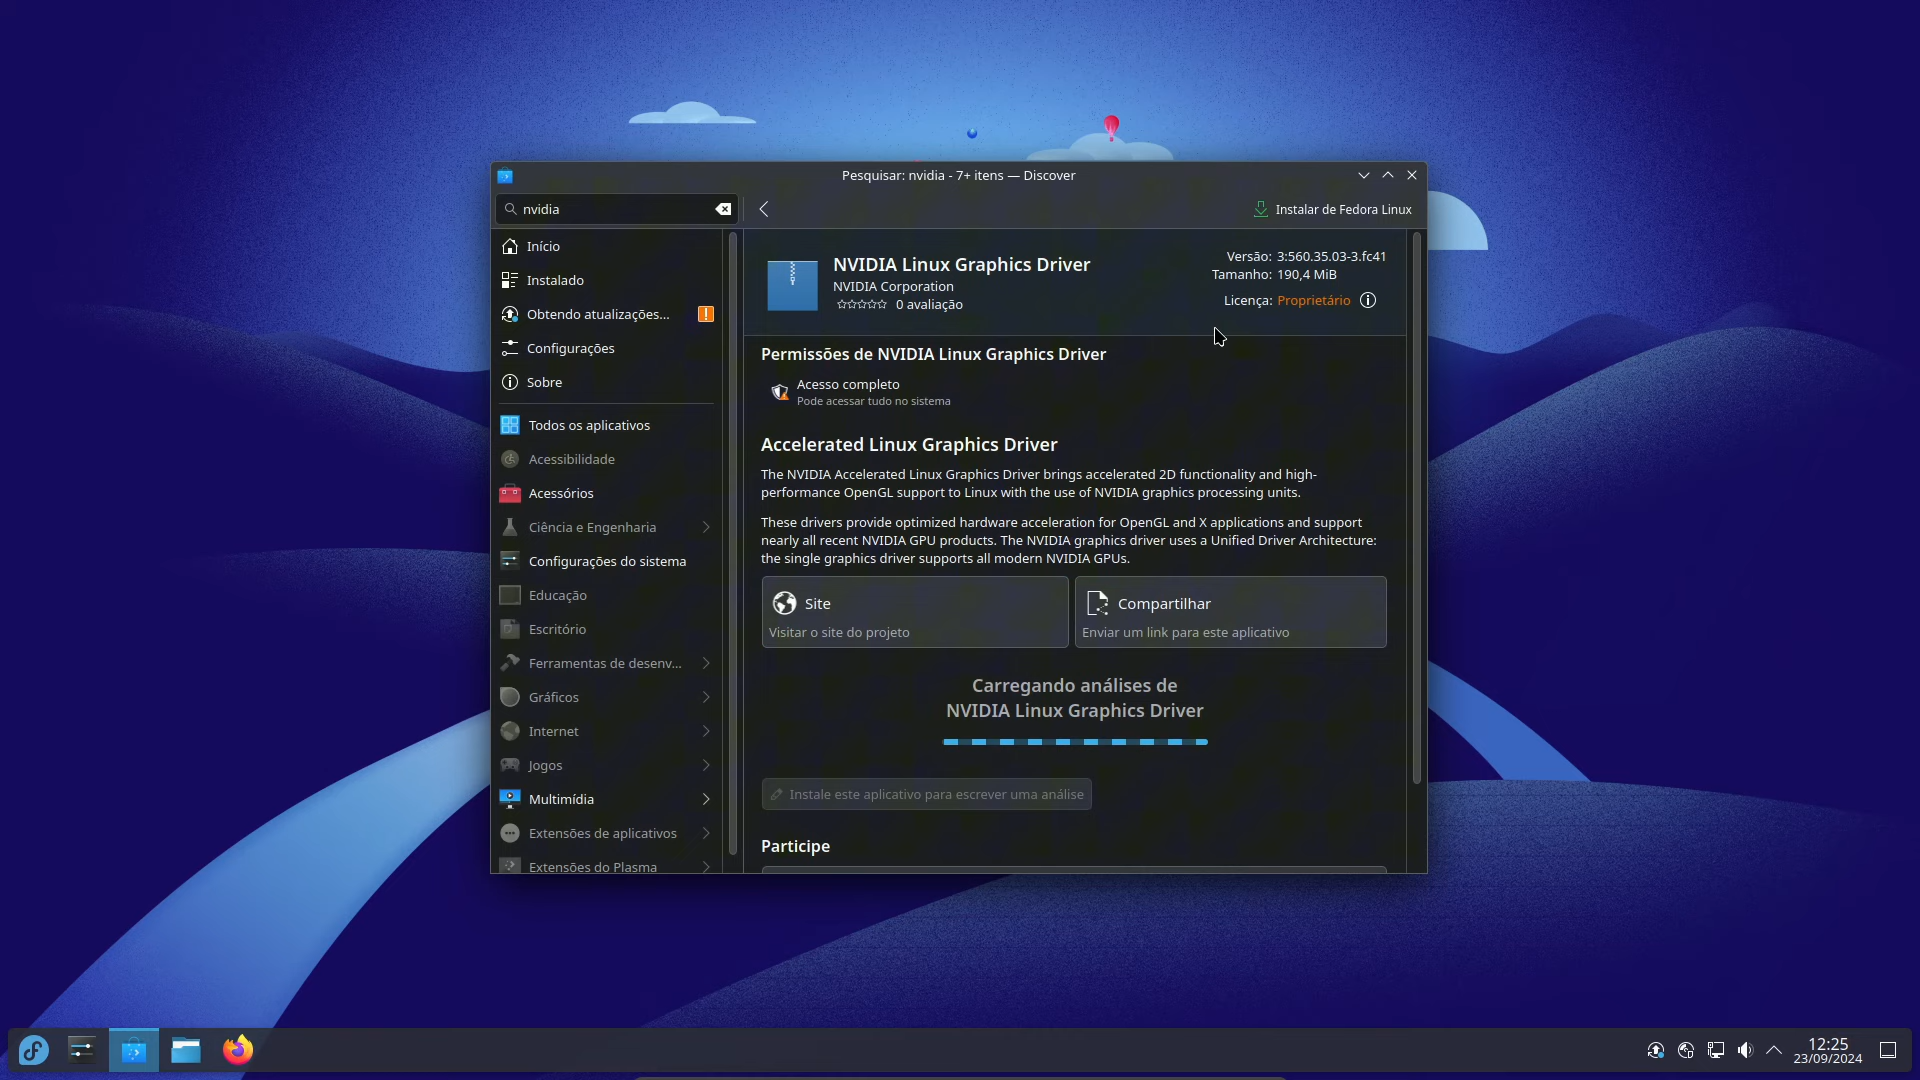 Pesquisar: nvidia - 7+ itens — Discover
nvidia
Instalar de Fedora Linux
Início
Instalado
Obtendo atualizações...
Configurações
Sobre
Todos os aplicativos
Acessibilidade
Acessórios
Ciência e Engenharia
Configurações do sistema
Educação
Escritório
Ferramentas de desenv...
Gráficos
Internet
Jogos
Multimídia
Extensões de aplicativos
Extensões do Plasma
NVIDIA Linux Graphics Driver
NVIDIA Corporation
0 avaliação
Versão: 3:560.35.03-3.fc41
Tamanho: 190,4 MiB
Licença: Proprietário
Permissões de NVIDIA Linux Graphics Driver
Acesso completo
Pode acessar tudo no sistema
Accelerated Linux Graphics Driver
The NVIDIA Accelerated Linux Graphics Driver brings accelerated 2D functionality and high-
performance OpenGL support to Linux with the use of NVIDIA graphics processing units.
These drivers provide optimized hardware acceleration for OpenGL and X applications and support
nearly all recent NVIDIA GPU products. The NVIDIA graphics driver uses a Unified Driver Architecture:
the single graphics driver supports all modern NVIDIA GPUs.
Site
Visitar o site do projeto
Compartilhar
Enviar um link para este aplicativo
Carregando análises de
NVIDIA Linux Graphics Driver
Instale este aplicativo para escrever uma análise
Participe
12:25
23/09/2024